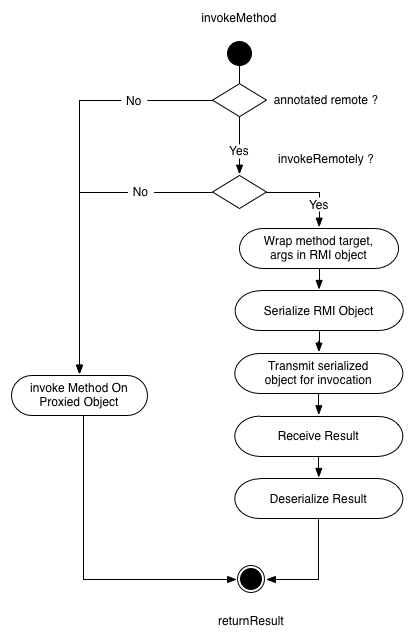 invokeMethod
annotated remote ?
No
Yes
invokeRemotely ?
No
Yes
Wrap method target,
args in RMI object
Serialize RMI Object
Transmit serialized
object for invocation
invoke Method On
Proxied Object
Receive Result
Deserialize Result
returnResult